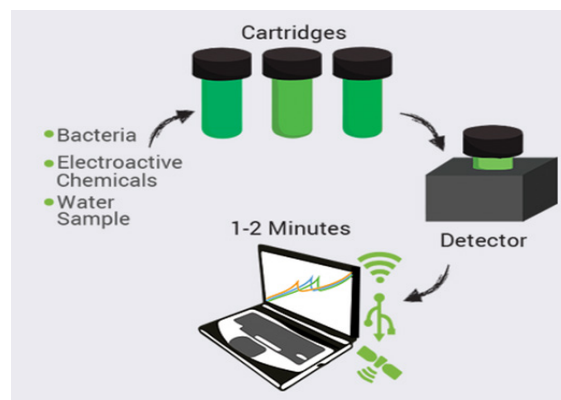 Cartridges
• Bacteria
• Electroactive
Chemicals
• Water
Sample
1-2 Minutes
Detector